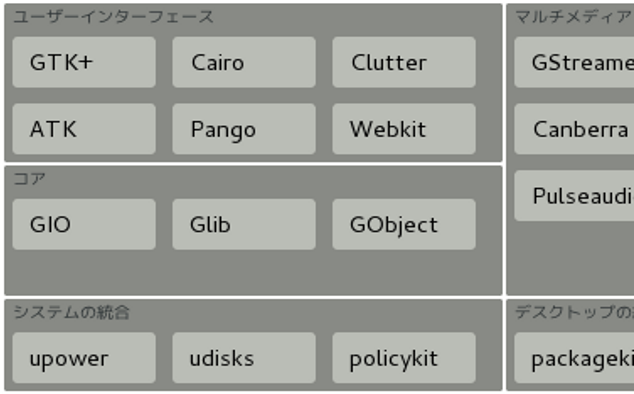 ユーザーインターフェース
GTK+
Cairo
Clutter
ATK
Pango
Webkit
コア
GIO
Glib
GObject
システムの統合
upower
udisks
policykit
マルチメディア
GStreame
Canberra
Pulseaudi
デスクトップの
packageki